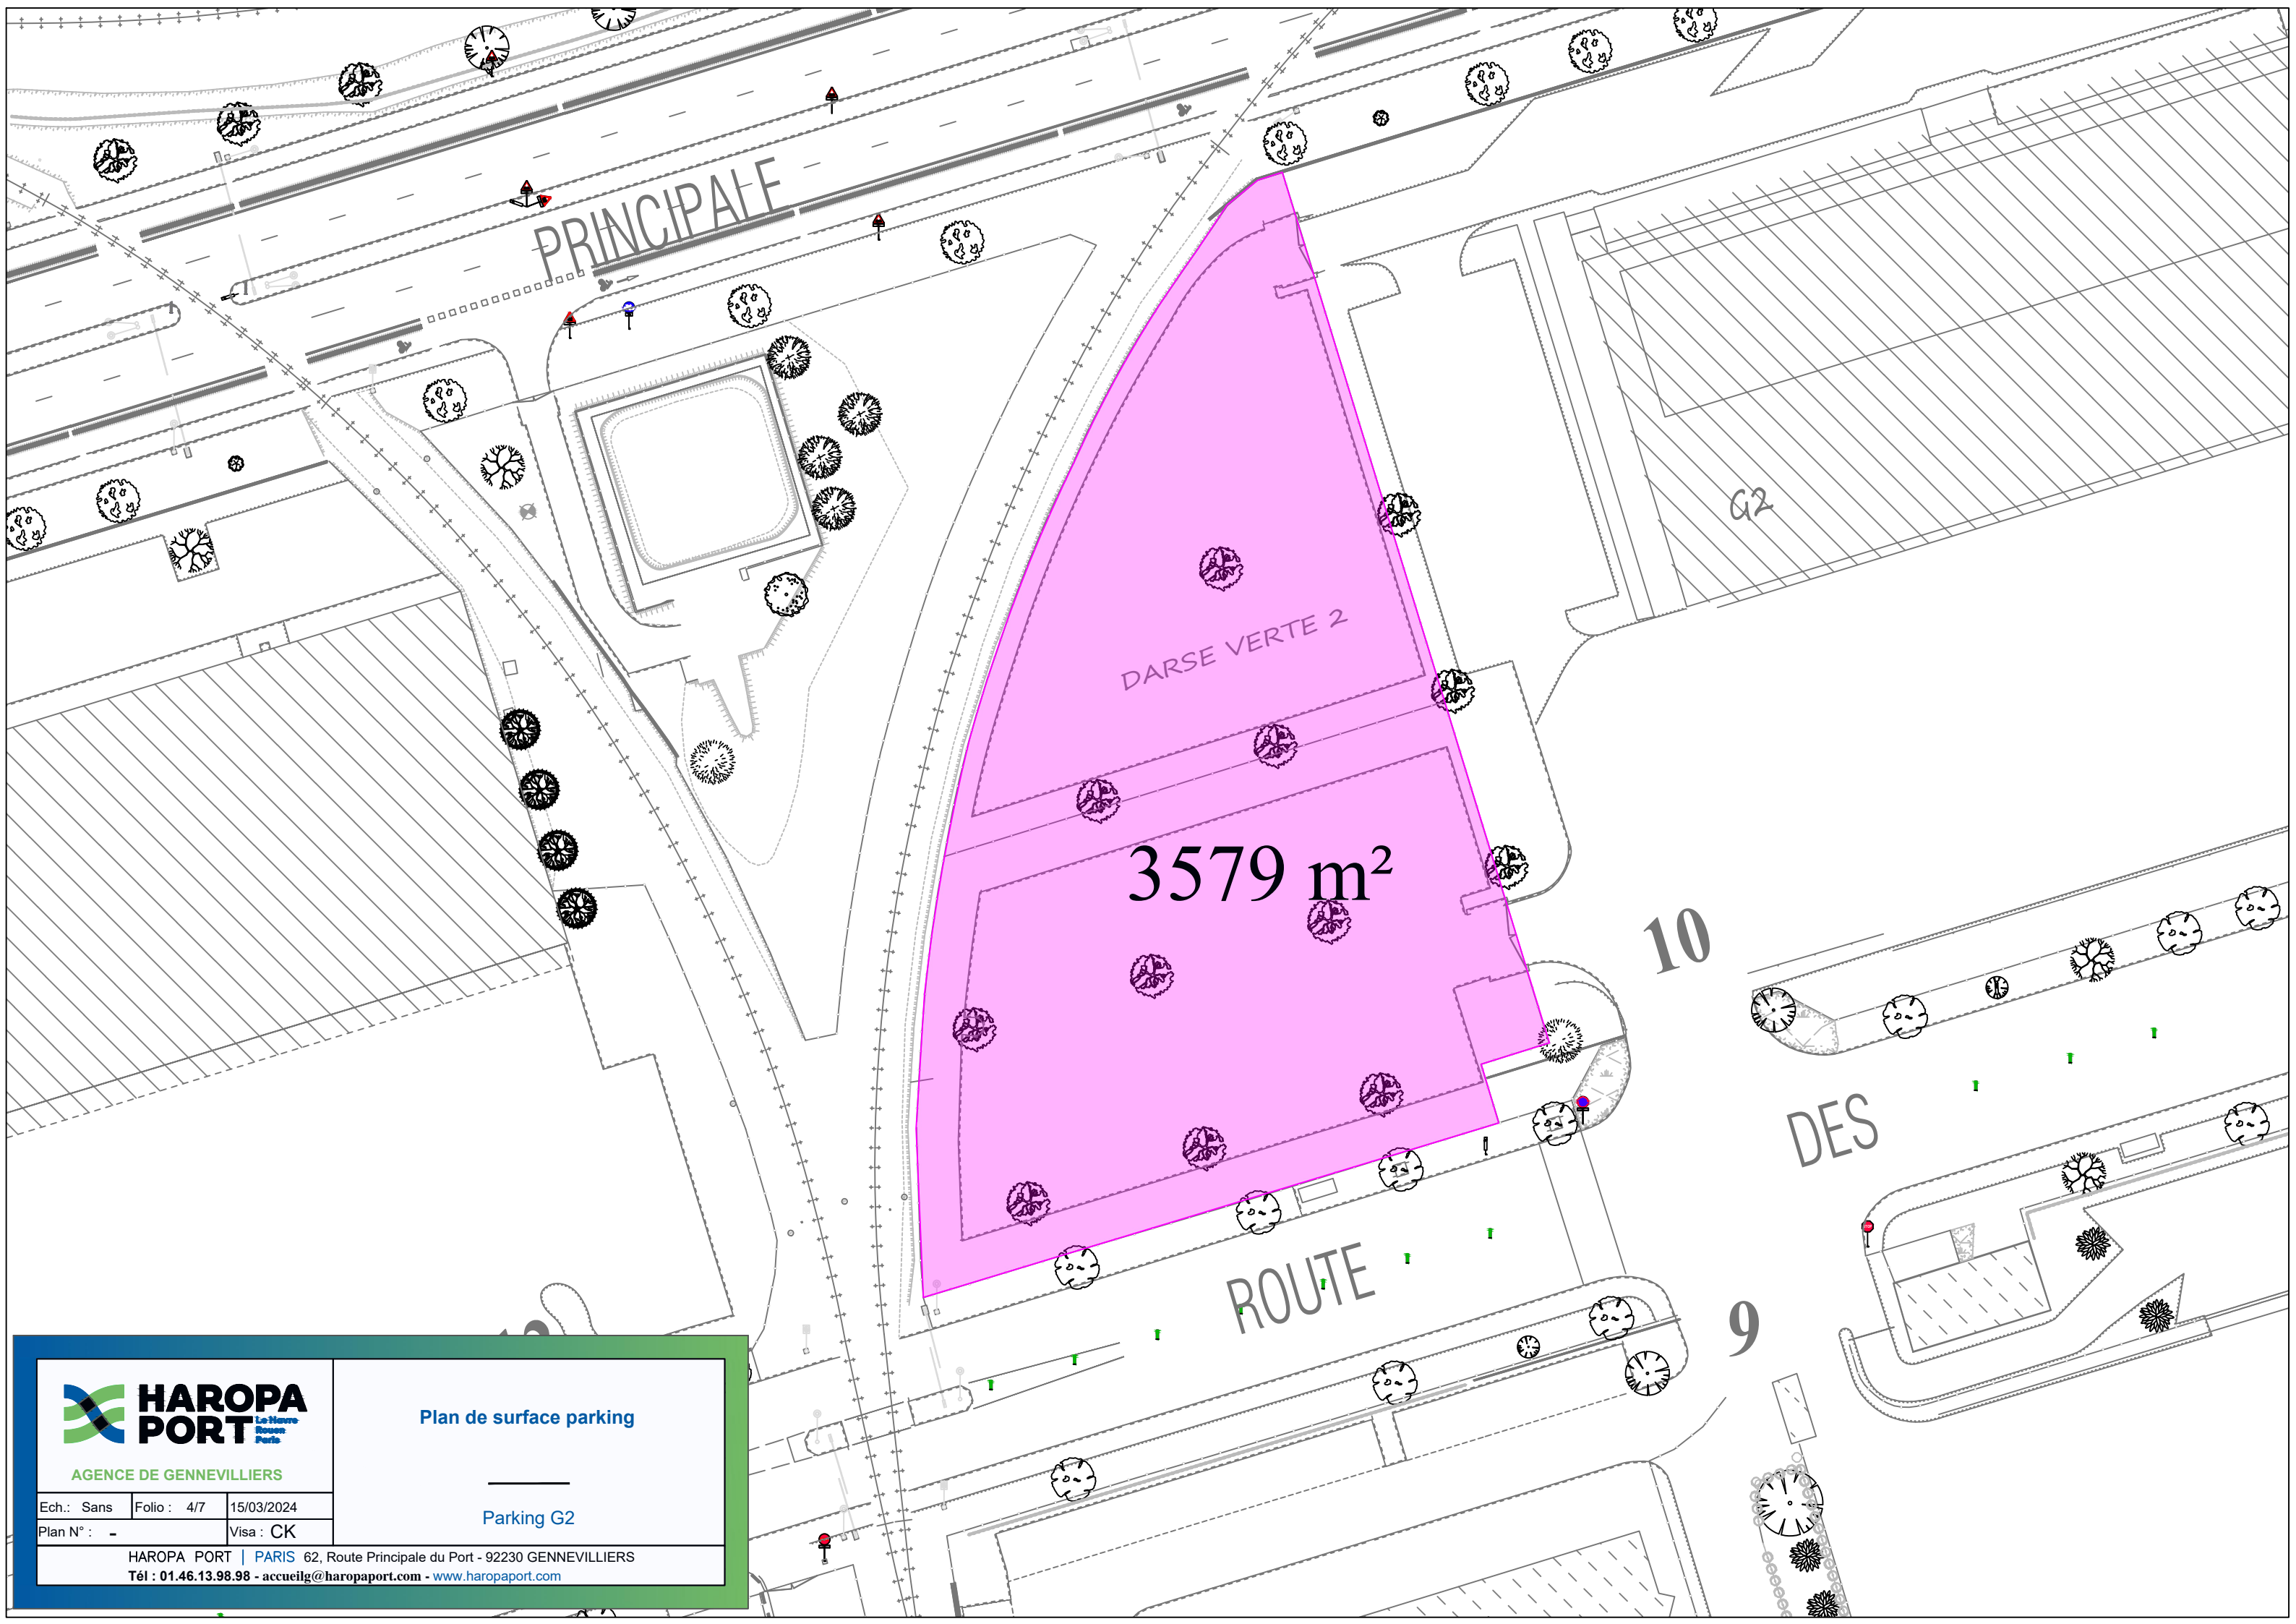 PRINCIPALE
G2
DARSE VERTE 2
3579 m²
10
DES
ROUTE
9
HAROPA
PORT
Le Havre
Rouen
Paris
AGENCE DE GENNEVILLIERS
Plan de surface parking
Parking G2
Ech.: Sans
Folio : 4/7
15/03/2024
Plan N° : -
Visa : CK
HAROPA PORT | PARIS 62, Route Principale du Port - 92230 GENNEVILLIERS
Tél : 01.46.13.98.98 - accueilg@haropaport.com - www.haropaport.com